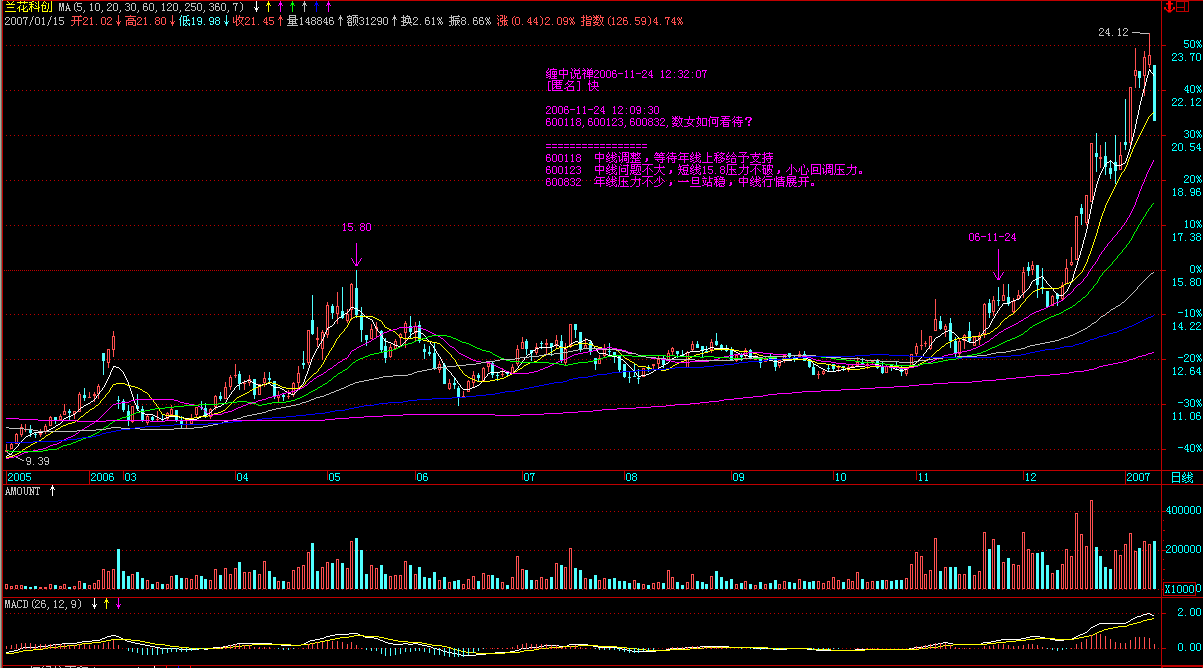 兰花科创 MA(5,10,20,30,60,120,250,360,7) ↓ ↑ ↑ ↑ ↑ ↑ ↑
2007/01/15 开21.02↓高21.80↓低19.98↓收21.45↑量148846↑额31290↑换2.61% 振8.66% 涨(0.44)2.09% 指数(126.59)4.74%
24.12
50%
23.70
缠中说禅2006-11-24 12:32:07
[匿名] 快
40%
22.12
2006-11-24 12:09:30
600118,600123,600832,数女如何看待?
30%
20.54
=================
600118 中线调整,等待年线上移给予支持
600123 中线问题不大,短线15.8压力不破,小心回调压力。
600832 年线压力不少,一旦站稳,中线行情展开。
20%
18.96
15.80
10%
17.38
06-11-24
0%
15.80
-10%
14.22
-20%
12.64
-30%
11.06
-40%
9.39
2005 2006 03 04 05 06 07 08 09 10 11 12 2007 日线
AMOUNT ↑
400000
200000
X10000
MACD(26,12,9) ↓ ↑ ↓
2.00
0.00